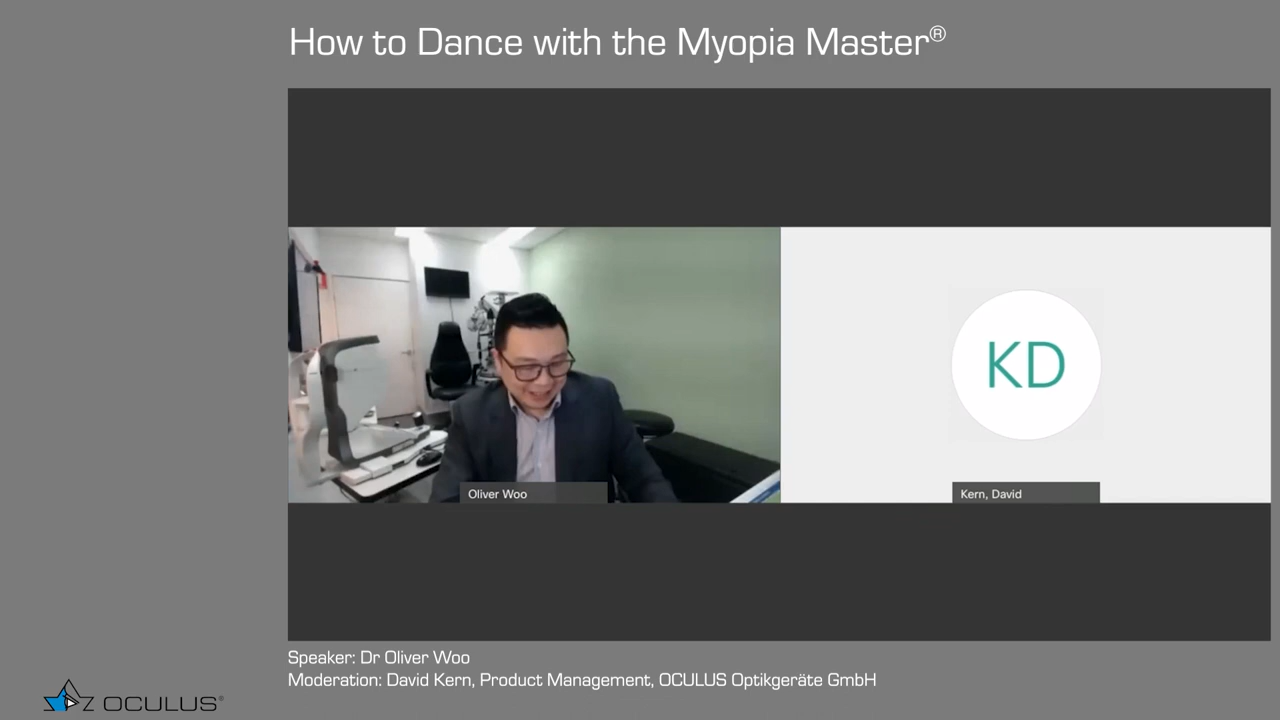 How to Dance with the Myopia Master®
Oliver Woo
KD
Kern, David
Speaker: Dr Oliver Woo
Moderation: David Kern, Product Management, OCULUS Optikgeräte GmbH
OCULUS®